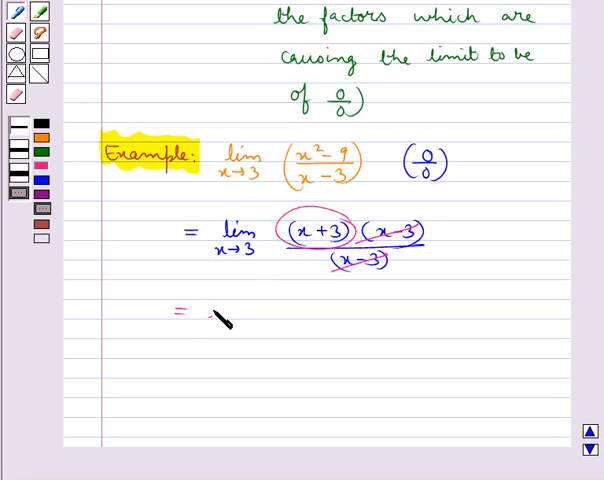 the factors which are
causing the limit to be
of 0/0)
Example: lim x→3 (x² − 9 / x − 3) (0/0)
= lim x→3 (x + 3) (x − 3) / (x − 3)
=